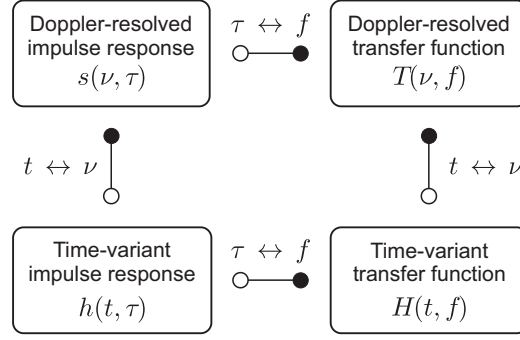 Doppler-resolved
impulse response
s(ν, τ)
τ ↔ f
Doppler-resolved
transfer function
T(ν, f)
t ↔ ν
t ↔ ν
Time-variant
impulse response
h(t, τ)
τ ↔ f
Time-variant
transfer function
H(t, f)